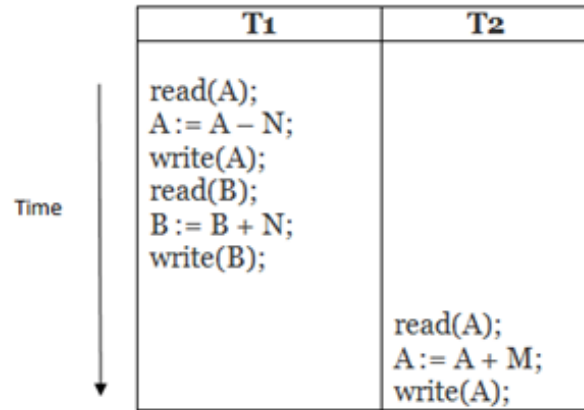 T1 T2
read(A);
A := A – N;
write(A);
read(B);
B := B + N;
write(B);
Time
read(A);
A := A + M;
write(A);